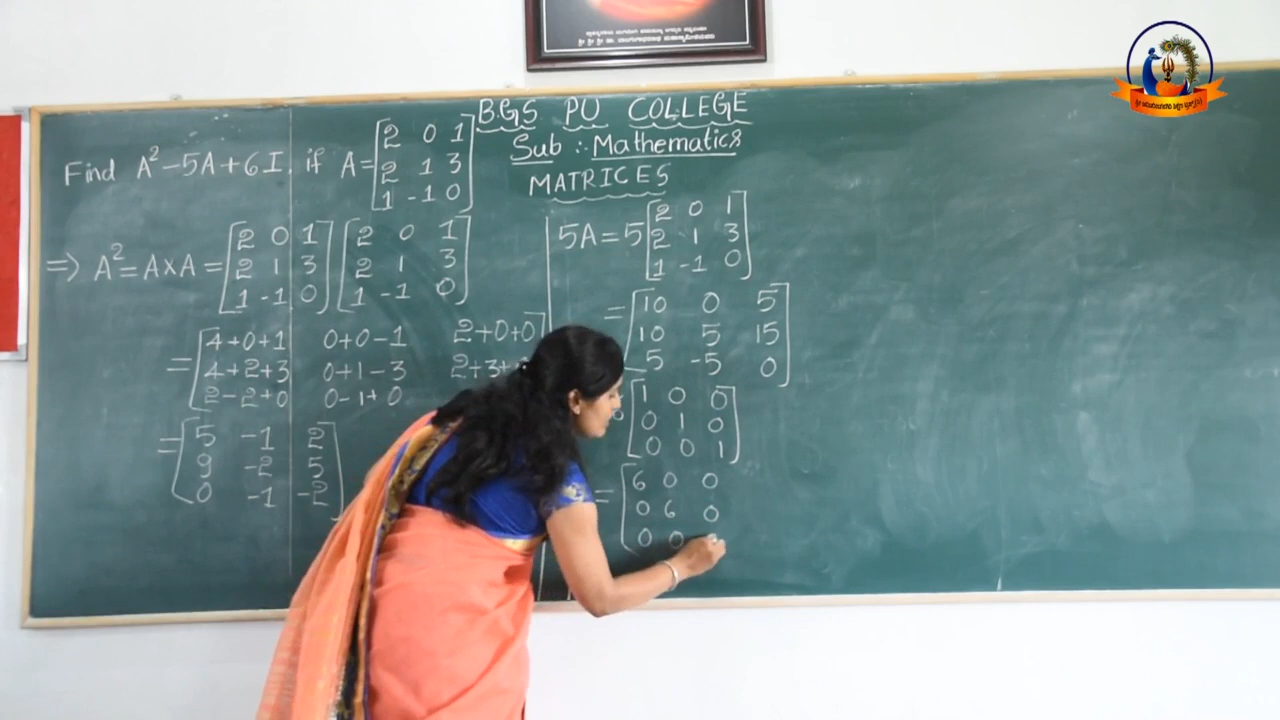 B.G.S PU COLLEGE
Sub :- Mathematics
MATRICES
Find A² - 5A + 6I, if A = [2 0 1
2 1 3
1 -1 0]
=> A² = A × A = [2 0 1 [2 0 1
2 1 3 2 1 3
1 -1 0] 1 -1 0]
= [4+0+1 0+0-1 2+0+0
4+2+3 0+1-3 2+3+
2-2+0 0-1+0
= [5 -1 2
9 -2 5
0 -1 -2]
5A = 5 [2 0 1
2 1 3
1 -1 0]
= [10 0 5
10 5 15
5 -5 0]
[1 0 0
0 1 0
0 0 1]
= [6 0 0
0 6 0
0 0